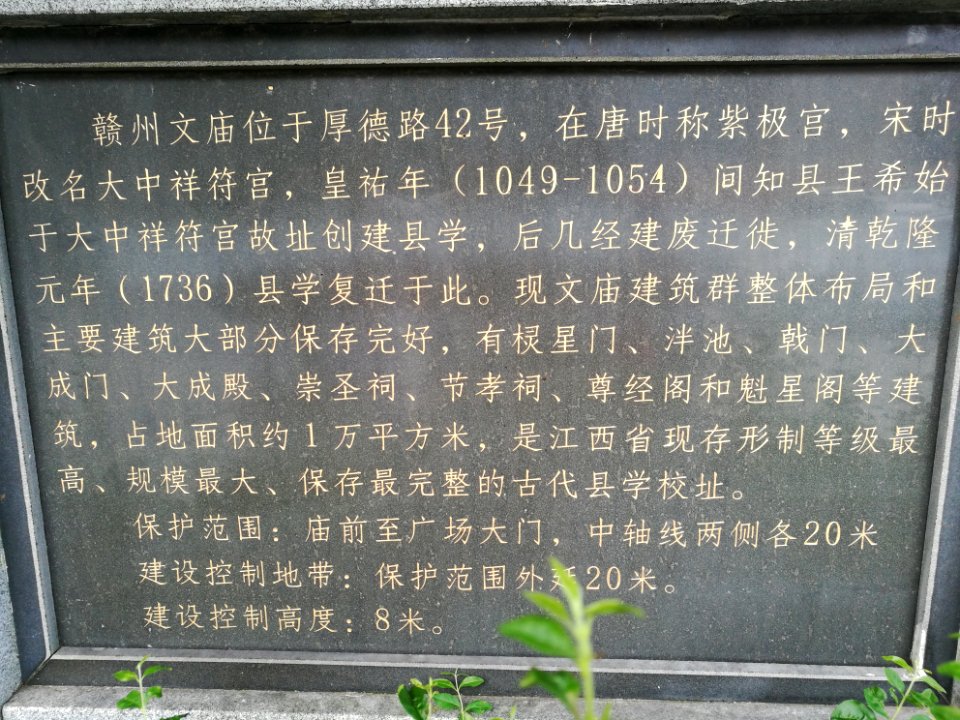 赣州文庙位于厚德路42号，在唐时称紫极宫，宋时
改名大中祥符宫，皇祐年（1049-1054）间知县王希始
于大中祥符宫故址创建县学，后几经建废迁徙，清乾隆
元年（1736）县学复迁于此。现文庙建筑群整体布局和
主要建筑大部分保存完好，有棂星门、泮池、戟门、大
成门、大成殿、崇圣祠、节孝祠、尊经阁和魁星阁等建
筑，占地面积约1万平方米，是江西省现存形制等级最
高、规模最大、保存最完整的古代县学校址。
保护范围：庙前至广场大门，中轴线两侧各20米
建设控制地带：保护范围外延20米。
建设控制高度：8米。